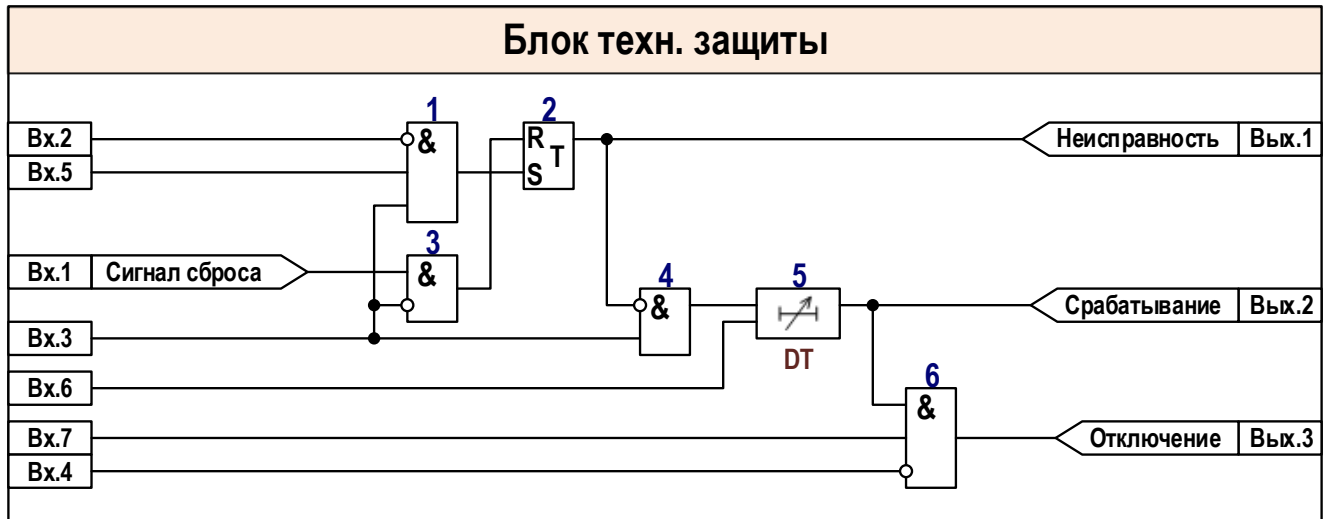 Блок техн. защиты
1
2
Вх.2
&
R
T
Неисправность
Вых.1
Вх.5
S
3
Вх.1
Сигнал сброса
&
4
5
&
Срабатывание
Вых.2
Вх.3
DT
6
Вх.6
&
Вх.7
Отключение
Вых.3
Вх.4